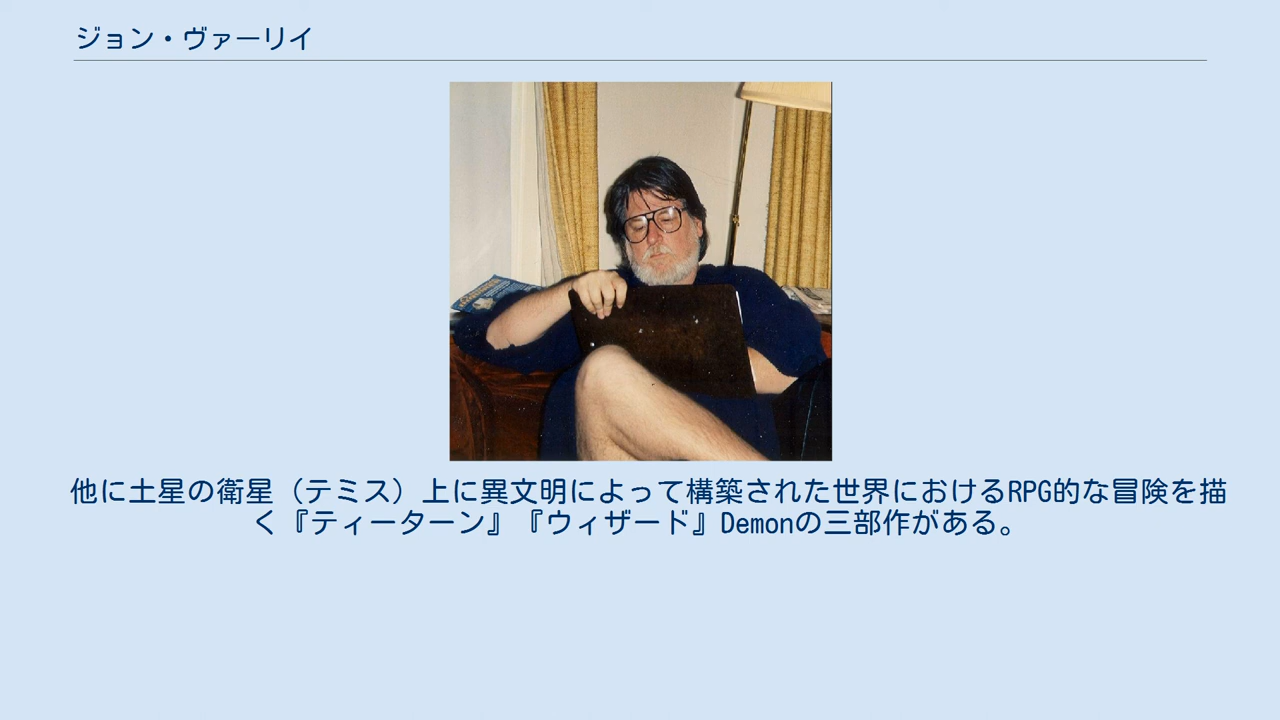 ジョン・ヴァーリイ
他に土星の衛星（テミス）上に異文明によって構築された世界におけるRPG的な冒険を描
く『ティーターン』『ウィザード』Demonの三部作がある。